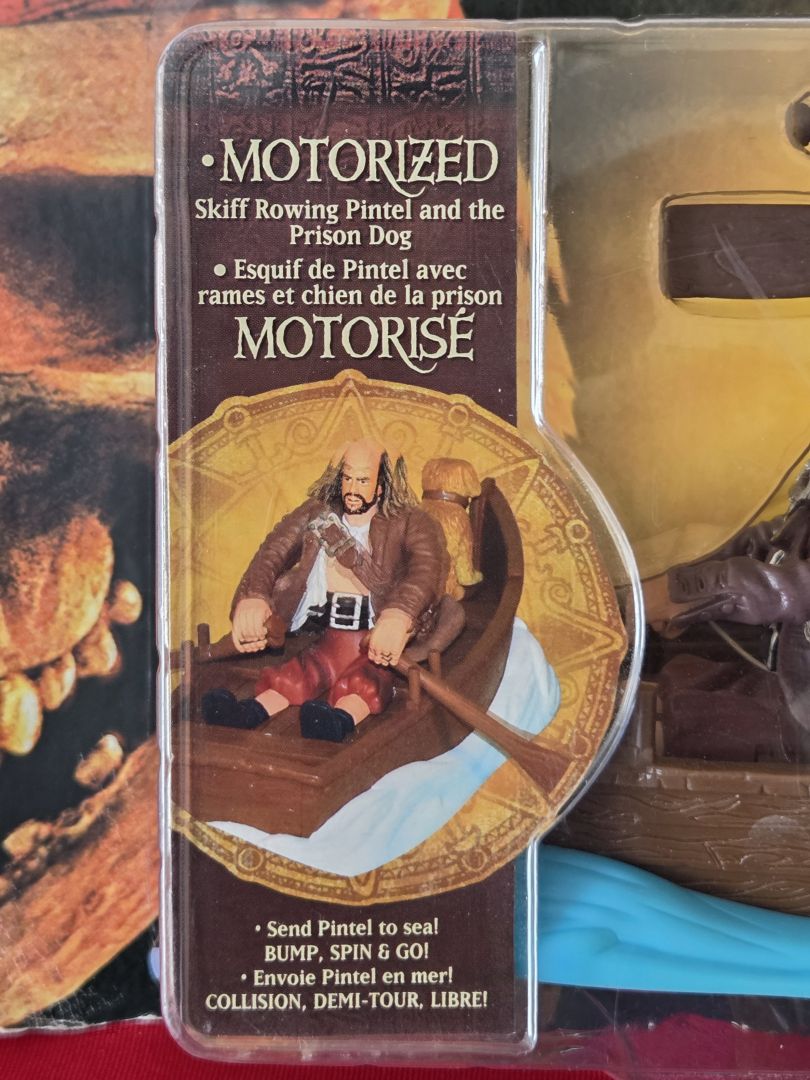 • MOTORIZED
Skiff Rowing Pintel and the
Prison Dog
• Esquif de Pintel avec
rames et chien de la prison
MOTORISÉ
• Send Pintel to sea!
BUMP, SPIN & GO!
• Envoie Pintel en mer!
COLLISION, DEMI-TOUR, LIBRE!